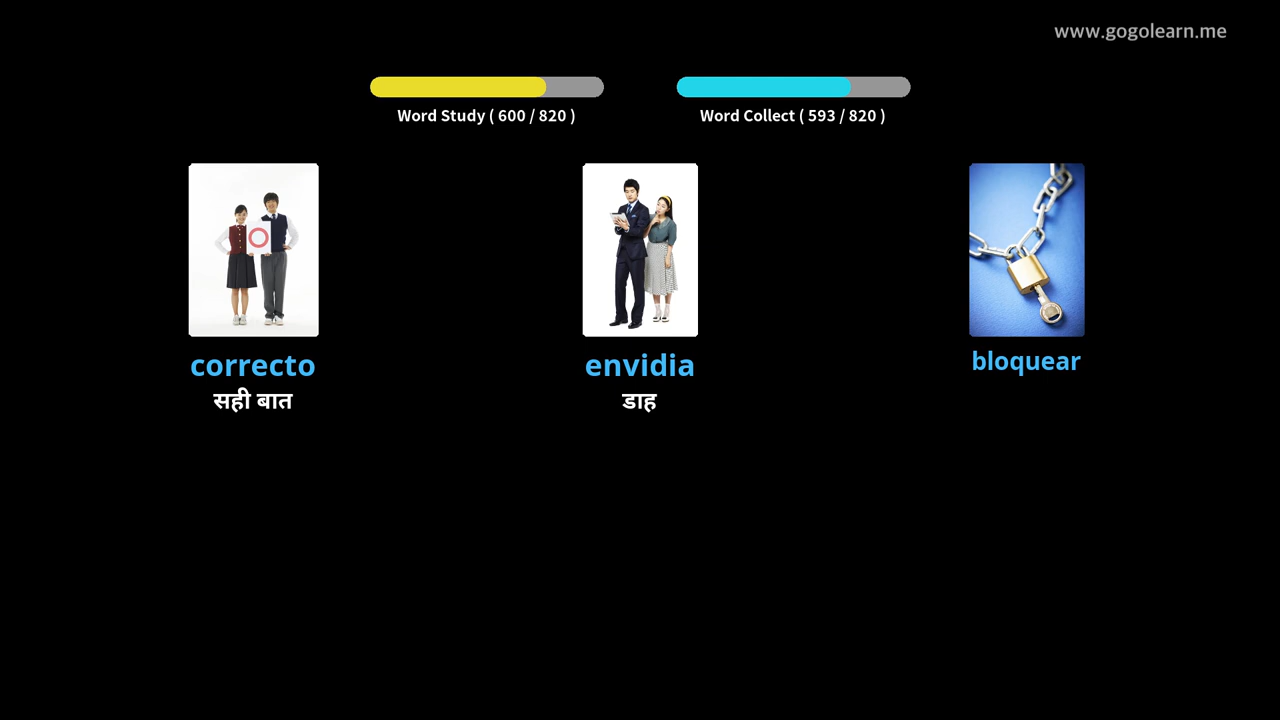 www.gogolearn.me
Word Study ( 600 / 820 )
Word Collect ( 593 / 820 )
correcto
सही बात
envidia
डाह
bloquear